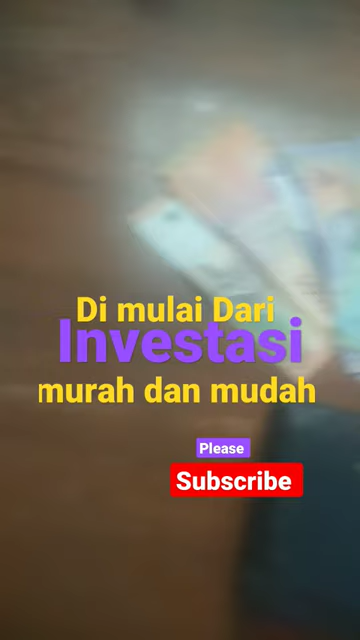 Di mulai Dari
Investasi
murah dan mudah
Please
Subscribe